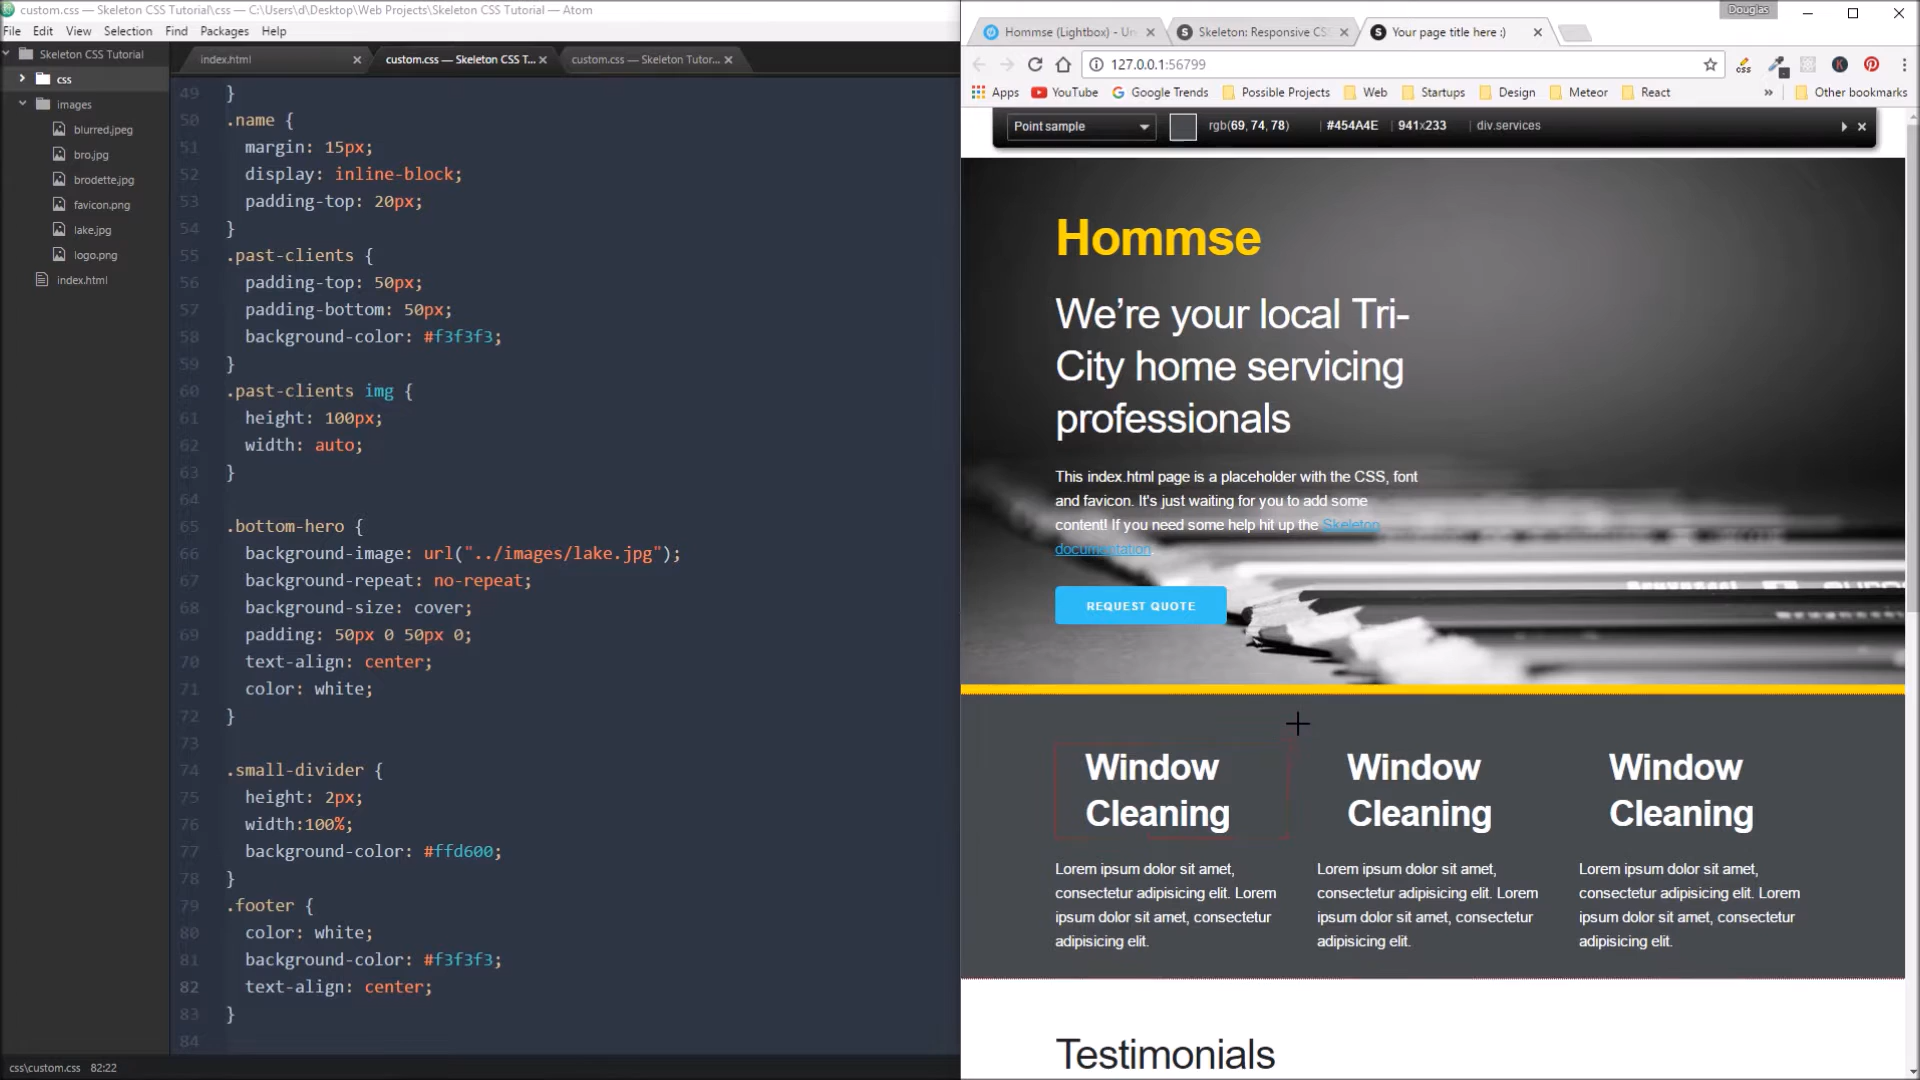 custom.css — Skeleton CSS Tutorial\css — C:\Users\d\Desktop\Web Projects\Skeleton CSS Tutorial — Atom
File Edit View Selection Find Packages Help
Skeleton CSS Tutorial
css
images
blurred.jpeg
bro.jpg
brodette.jpg
favicon.png
lake.jpg
logo.png
index.html
index.html
custom.css — Skeleton CSS T...
custom.css — Skeleton Tutor...
49 }
50 .name {
51 margin: 15px;
52 display: inline-block;
53 padding-top: 20px;
54 }
55 .past-clients {
56 padding-top: 50px;
57 padding-bottom: 50px;
58 background-color: #f3f3f3;
59 }
60 .past-clients img {
61 height: 100px;
62 width: auto;
63 }
64
65 .bottom-hero {
66 background-image: url("../images/lake.jpg");
67 background-repeat: no-repeat;
68 background-size: cover;
69 padding: 50px 0 50px 0;
70 text-align: center;
71 color: white;
72 }
73
74 .small-divider {
75 height: 2px;
76 width:100%;
77 background-color: #ffd600;
78 }
79 .footer {
80 color: white;
81 background-color: #f3f3f3;
82 text-align: center;
83 }
84
css\custom.css 82:22
Douglas
Hommse (Lightbox) - Un
Skeleton: Responsive CS
Your page title here :)
127.0.0.1:56799
Apps YouTube Google Trends Possible Projects Web Startups Design Meteor React » Other bookmarks
Point sample rgb(69, 74, 78) | #454A4E | 941x233 | div.services
Hommse
We’re your local Tri-
City home servicing
professionals
This index.html page is a placeholder with the CSS, font
and favicon. It's just waiting for you to add some
content! If you need some help hit up the Skeleton
documentation.
REQUEST QUOTE
Window
Cleaning
Lorem ipsum dolor sit amet,
consectetur adipisicing elit. Lorem
ipsum dolor sit amet, consectetur
adipisicing elit.
Window
Cleaning
Lorem ipsum dolor sit amet,
consectetur adipisicing elit. Lorem
ipsum dolor sit amet, consectetur
adipisicing elit.
Window
Cleaning
Lorem ipsum dolor sit amet,
consectetur adipisicing elit. Lorem
ipsum dolor sit amet, consectetur
adipisicing elit.
Testimonials